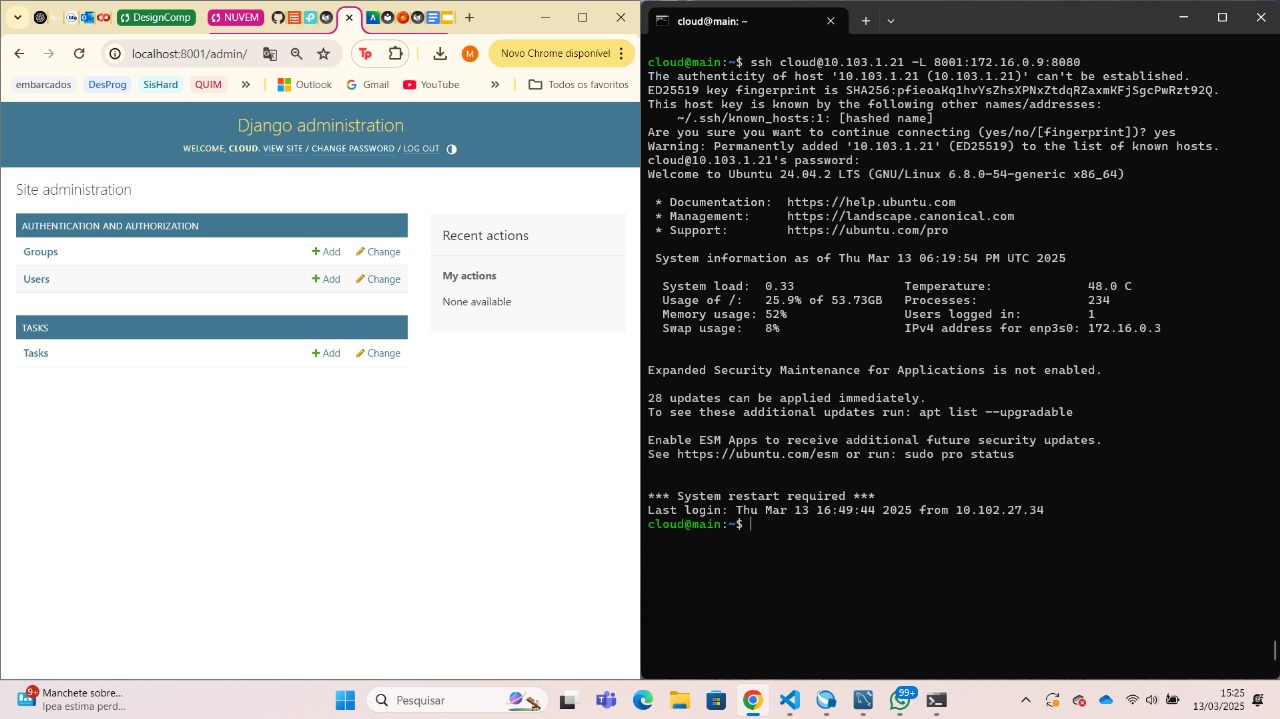 DesignComp
NUVEM
localhost:8001/admin/
Novo Chrome disponível
embarcados
DesProg
SisHard
QUIM
Outlook
Gmail
YouTube
Todos os favoritos
Django administration
WELCOME, CLOUD. VIEW SITE / CHANGE PASSWORD / LOG OUT
Site administration
AUTHENTICATION AND AUTHORIZATION
Groups Add Change
Users Add Change
TASKS
Tasks Add Change
Recent actions
My actions
None available
cloud@main: ~
cloud@main:~$ ssh cloud@10.103.1.21 -L 8001:172.16.0.9:8080
The authenticity of host '10.103.1.21 (10.103.1.21)' can't be established.
ED25519 key fingerprint is SHA256:pfieoaKq1hvYsZhsXPNxZtdqRZaxmKFjSgcPwRzt92Q.
This host key is known by the following other names/addresses:
~/.ssh/known_hosts:1: [hashed name]
Are you sure you want to continue connecting (yes/no/[fingerprint])? yes
Warning: Permanently added '10.103.1.21' (ED25519) to the list of known hosts.
cloud@10.103.1.21's password:
Welcome to Ubuntu 24.04.2 LTS (GNU/Linux 6.8.0-54-generic x86_64)
* Documentation: https://help.ubuntu.com
* Management: https://landscape.canonical.com
* Support: https://ubuntu.com/pro
System information as of Thu Mar 13 06:19:54 PM UTC 2025
System load: 0.33 Temperature: 48.0 C
Usage of /: 25.9% of 53.73GB Processes: 234
Memory usage: 52% Users logged in: 1
Swap usage: 8% IPv4 address for enp3s0: 172.16.0.3
Expanded Security Maintenance for Applications is not enabled.
28 updates can be applied immediately.
To see these additional updates run: apt list --upgradable
Enable ESM Apps to receive additional future security updates.
See https://ubuntu.com/esm or run: sudo pro status
*** System restart required ***
Last login: Thu Mar 13 16:49:44 2025 from 10.102.27.34
cloud@main:~$
9+
Manchete sobre...
Ipea estima perd...
Pesquisar
99+
15:25
13/03/2025